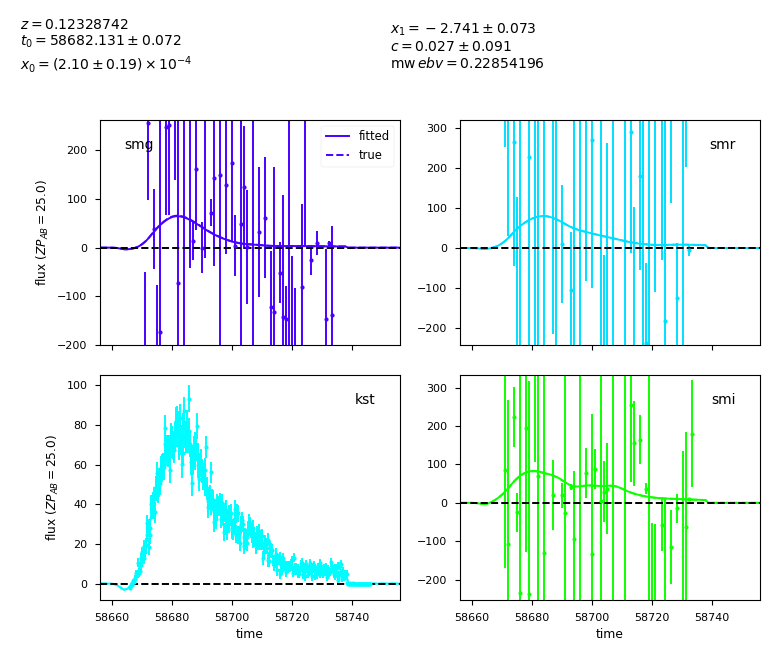 z = 0.12328742
t₀ = 58682.131 ± 0.072
x₀ = (2.10 ± 0.19) × 10⁻⁴
x₁ = −2.741 ± 0.073
c = 0.027 ± 0.091
mw ebv = 0.22854196
smg
fitted
true
200
100
0
−100
−200
flux (ZP_AB = 25.0)
smr
300
200
100
0
−100
−200
kst
100
80
60
40
20
0
flux (ZP_AB = 25.0)
58660 58680 58700 58720 58740
time
smi
300
200
100
0
−100
−200
58660 58680 58700 58720 58740
time